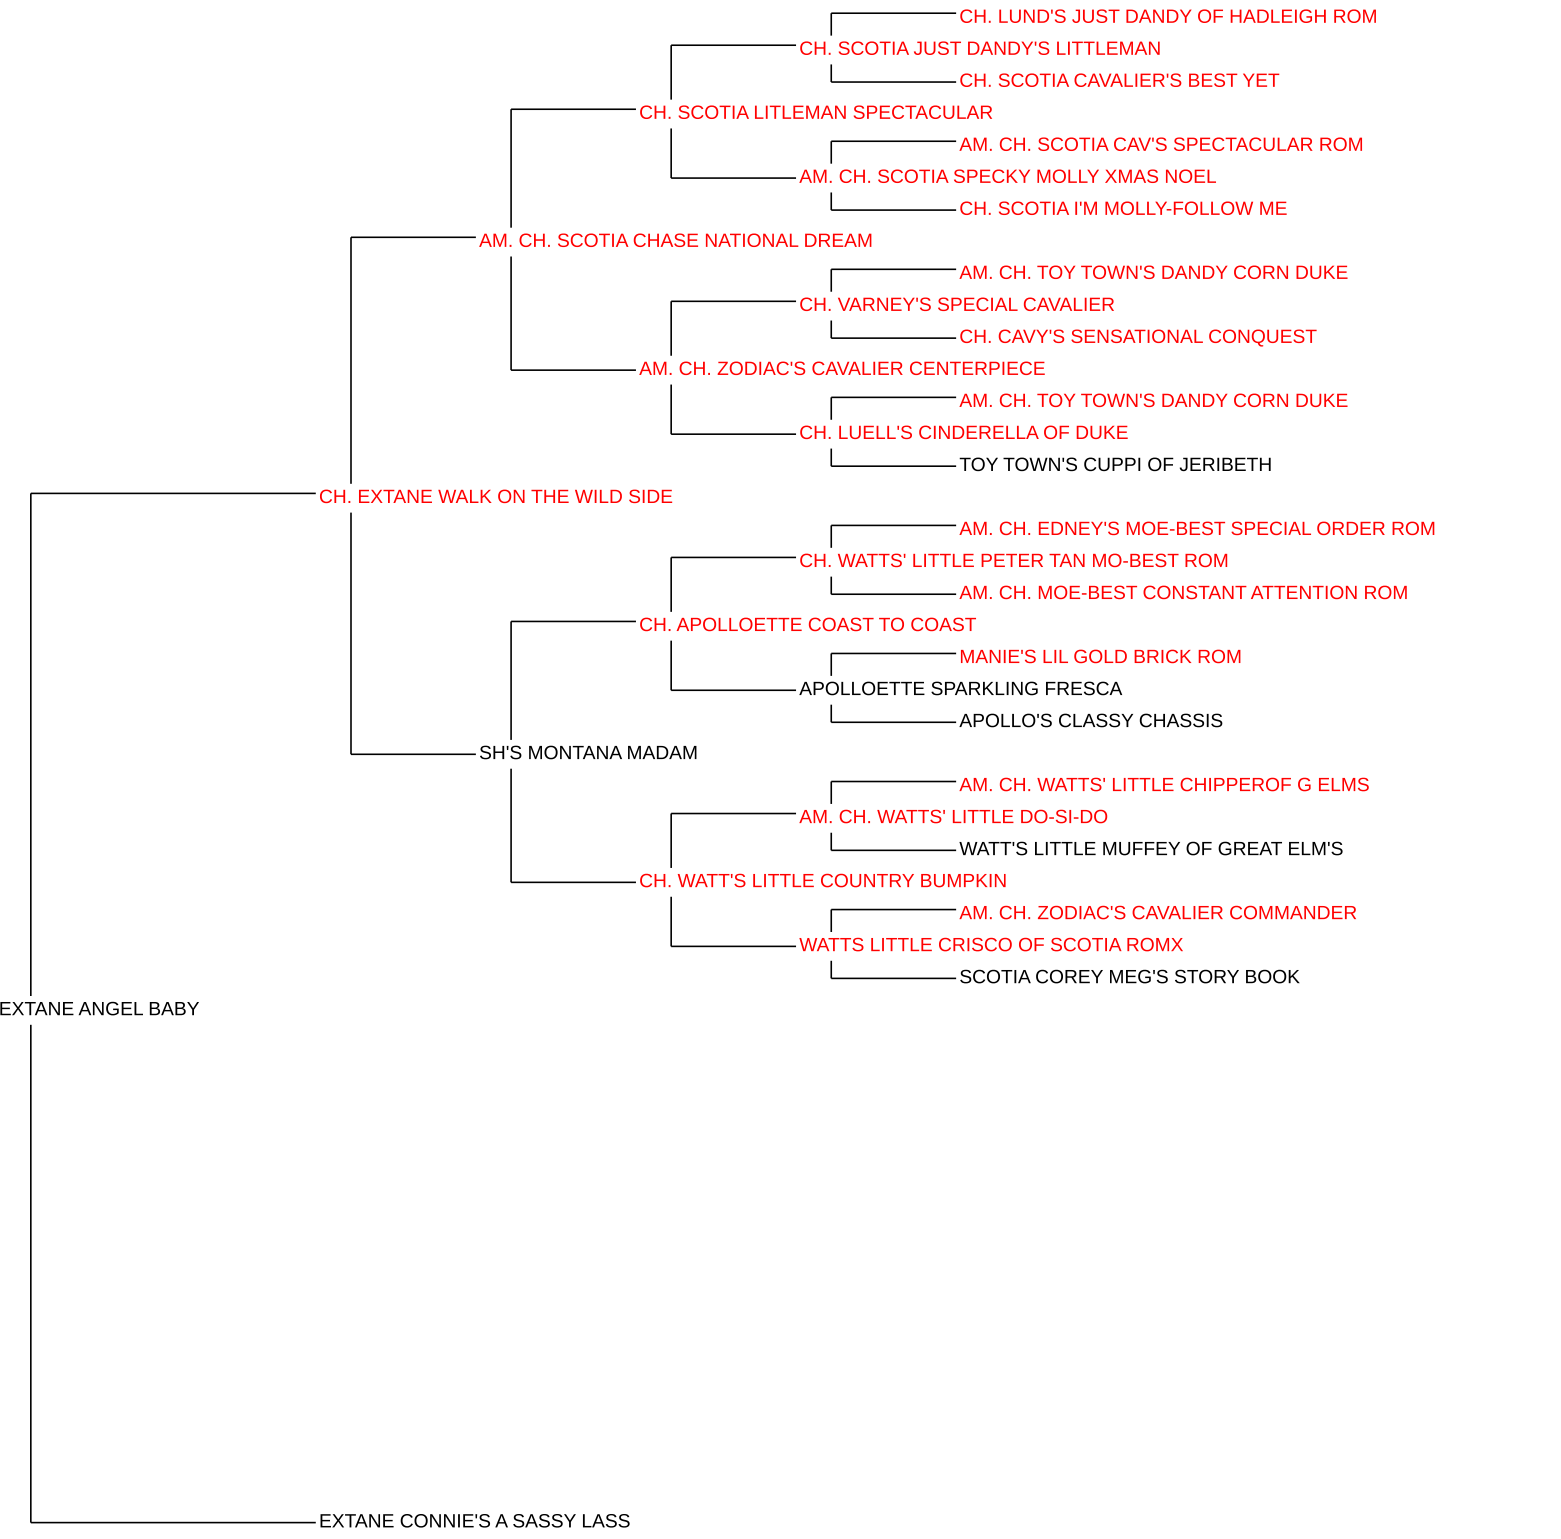 CH. LUND'S JUST DANDY OF HADLEIGH ROM
CH. SCOTIA JUST DANDY'S LITTLEMAN
CH. SCOTIA CAVALIER'S BEST YET
CH. SCOTIA LITLEMAN SPECTACULAR
AM. CH. SCOTIA CAV'S SPECTACULAR ROM
AM. CH. SCOTIA SPECKY MOLLY XMAS NOEL
CH. SCOTIA I'M MOLLY-FOLLOW ME
AM. CH. SCOTIA CHASE NATIONAL DREAM
AM. CH. TOY TOWN'S DANDY CORN DUKE
CH. VARNEY'S SPECIAL CAVALIER
CH. CAVY'S SENSATIONAL CONQUEST
AM. CH. ZODIAC'S CAVALIER CENTERPIECE
AM. CH. TOY TOWN'S DANDY CORN DUKE
CH. LUELL'S CINDERELLA OF DUKE
TOY TOWN'S CUPPI OF JERIBETH
CH. EXTANE WALK ON THE WILD SIDE
AM. CH. EDNEY'S MOE-BEST SPECIAL ORDER ROM
CH. WATTS' LITTLE PETER TAN MO-BEST ROM
AM. CH. MOE-BEST CONSTANT ATTENTION ROM
CH. APOLLOETTE COAST TO COAST
MANIE'S LIL GOLD BRICK ROM
APOLLOETTE SPARKLING FRESCA
APOLLO'S CLASSY CHASSIS
SH'S MONTANA MADAM
AM. CH. WATTS' LITTLE CHIPPEROF G ELMS
AM. CH. WATTS' LITTLE DO-SI-DO
WATT'S LITTLE MUFFEY OF GREAT ELM'S
CH. WATT'S LITTLE COUNTRY BUMPKIN
AM. CH. ZODIAC'S CAVALIER COMMANDER
WATTS LITTLE CRISCO OF SCOTIA ROMX
SCOTIA COREY MEG'S STORY BOOK
EXTANE ANGEL BABY
EXTANE CONNIE'S A SASSY LASS